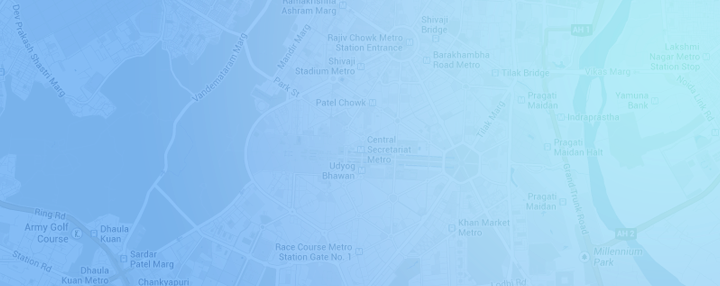 Ramakrishna
Ashram Marg
Dev Prakash Shastri Marg
Vandemataram Marg
Mandir Marg
Park St
Shivaji
Bridge
Rajiv Chowk Metro
Station Entrance
Shivaji
Stadium Metro
Barakhambha
Road Metro
Tilak Bridge
Lakshmi
Nagar Metro
Station Stop
Patel Chowk
Pragati
Maidan
Yamuna
Bank
Indraprastha
Tilak Marg
Central
Secretariat
Metro
Udyog
Bhawan
Pragati
Maidan Hall
Pragati
Maidan
Ring Rd
Army Golf
Course
Dhaula
Kuan
Sardar
Patel Marg
Station Rd
Dhaula
Kuan Metro
Chankyapuri
Race Course Metro
Station Gate No. 1
Khan Market
Metro
Millennium
Park